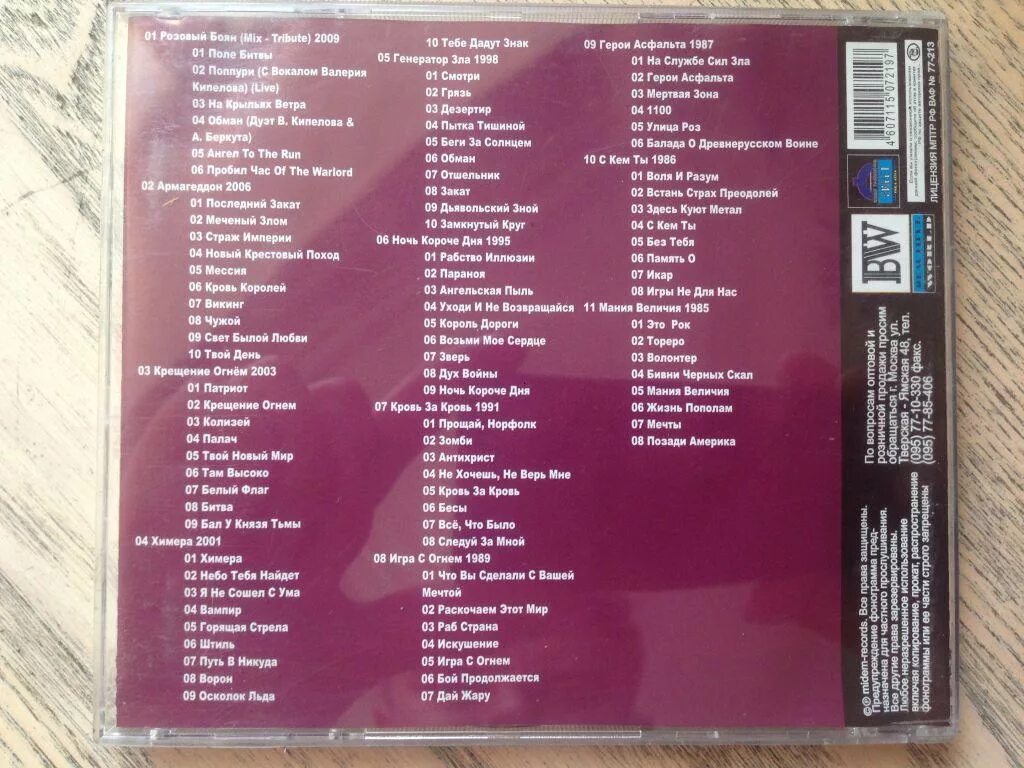 01 Розовый Боян (Mix - Tribute) 2009
01 Поле Битвы
02 Поппури (С Вокалом Валерия
Кипелова) (Live)
03 На Крыльях Ветра
04 Обман (Дуэт В. Кипелова &
А. Беркута)
05 Ангел To The Run
06 Пробил Час Of The Warlord
02 Армагеддон 2006
01 Последний Закат
02 Меченый Злом
03 Страж Империи
04 Новый Крестовый Поход
05 Мессия
06 Кровь Королей
07 Викинг
08 Чужой
09 Свет Былой Любви
10 Твой День
03 Крещение Огнём 2003
01 Патриот
02 Крещение Огнем
03 Колизей
04 Палач
05 Твой Новый Мир
06 Там Высоко
07 Белый Флаг
08 Битва
09 Бал У Князя Тьмы
04 Химера 2001
01 Химера
02 Небо Тебя Найдет
03 Я Не Сошел С Ума
04 Вампир
05 Горящая Стрела
06 Штиль
07 Путь В Никуда
08 Ворон
09 Осколок Льда
10 Тебе Дадут Знак
05 Генератор Зла 1998
01 Смотри
02 Грязь
03 Дезертир
04 Пытка Тишиной
05 Беги За Солнцем
06 Обман
07 Отшельник
08 Закат
09 Дьявольский Зной
10 Замкнутый Круг
06 Ночь Короче Дня 1995
01 Рабство Иллюзии
02 Параноя
03 Ангельская Пыль
04 Уходи И Не Возвращайся
05 Король Дороги
06 Возьми Мое Сердце
07 Зверь
08 Дух Войны
09 Ночь Короче Дня
07 Кровь За Кровь 1991
01 Прощай, Норфолк
02 Зомби
03 Антихрист
04 Не Хочешь, Не Верь Мне
05 Кровь За Кровь
06 Бесы
07 Всё, Что Было
08 Следуй За Мной
08 Игра С Огнем 1989
01 Что Вы Сделали С Вашей
Мечтой
02 Раскочаем Этот Мир
03 Раб Страна
04 Искушение
05 Игра С Огнем
06 Бой Продолжается
07 Дай Жару
09 Герои Асфальта 1987
01 На Службе Сил Зла
02 Герои Асфальта
03 Мертвая Зона
04 1100
05 Улица Роз
06 Балада О Древнерусском Воине
10 С Кем Ты 1986
01 Воля И Разум
02 Встань Страх Преодолей
03 Здесь Куют Метал
04 С Кем Ты
05 Без Тебя
06 Память О
07 Икар
08 Игры Не Для Нас
11 Мания Величия 1985
01 Это Рок
02 Тореро
03 Волонтер
04 Бивни Черных Скал
05 Мания Величия
06 Жизнь Пополам
07 Мечты
08 Позади Америка
4 607115 072197
ЛИЦЕНЗИЯ МПТР РФ ВАФ № 77-213
BW
BEAUTIFUL
WORLD
По вопросам оптовой и
розничной продажи просим
обращаться г. Москва ул.
Тверская - Ямская 48, тел.
(095) 77-10-330 факс.
(095) 77-85-406
©℗ midem-records. Все права защищены.
Предупреждение фонограмма пред-
назначена для частного прослушивания.
Все другие права зарезервированы.
Любое неразрешенное использование
включая копирование, прокат, распространение
фонограммы или ее части строго запрещены